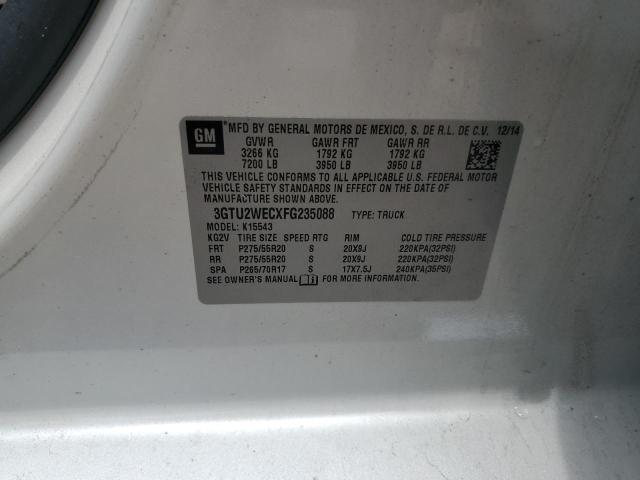 GM
MFD BY GENERAL MOTORS DE MEXICO, S. DE R.L. DE C.V. 12/14
GVWR GAWR FRT GAWR RR
3266 KG 1792 KG 1792 KG
7200 LB 3950 LB 3950 LB
THIS VEHICLE CONFORMS TO ALL APPLICABLE U.S. FEDERAL MOTOR
VEHICLE SAFETY STANDARDS IN EFFECT ON THE DATE OF
MANUFACTURE SHOWN ABOVE.
3GTU2WECXFG235088 TYPE: TRUCK
MODEL: K15543
KG2V TIRE SIZE SPEED RTG RIM COLD TIRE PRESSURE
FRT P275/55R20 S 20X9J 220KPA(32PSI)
RR P275/55R20 S 20X9J 220KPA(32PSI)
SPA P265/70R17 S 17X7.5J 240KPA(35PSI)
SEE OWNER'S MANUAL FOR MORE INFORMATION.